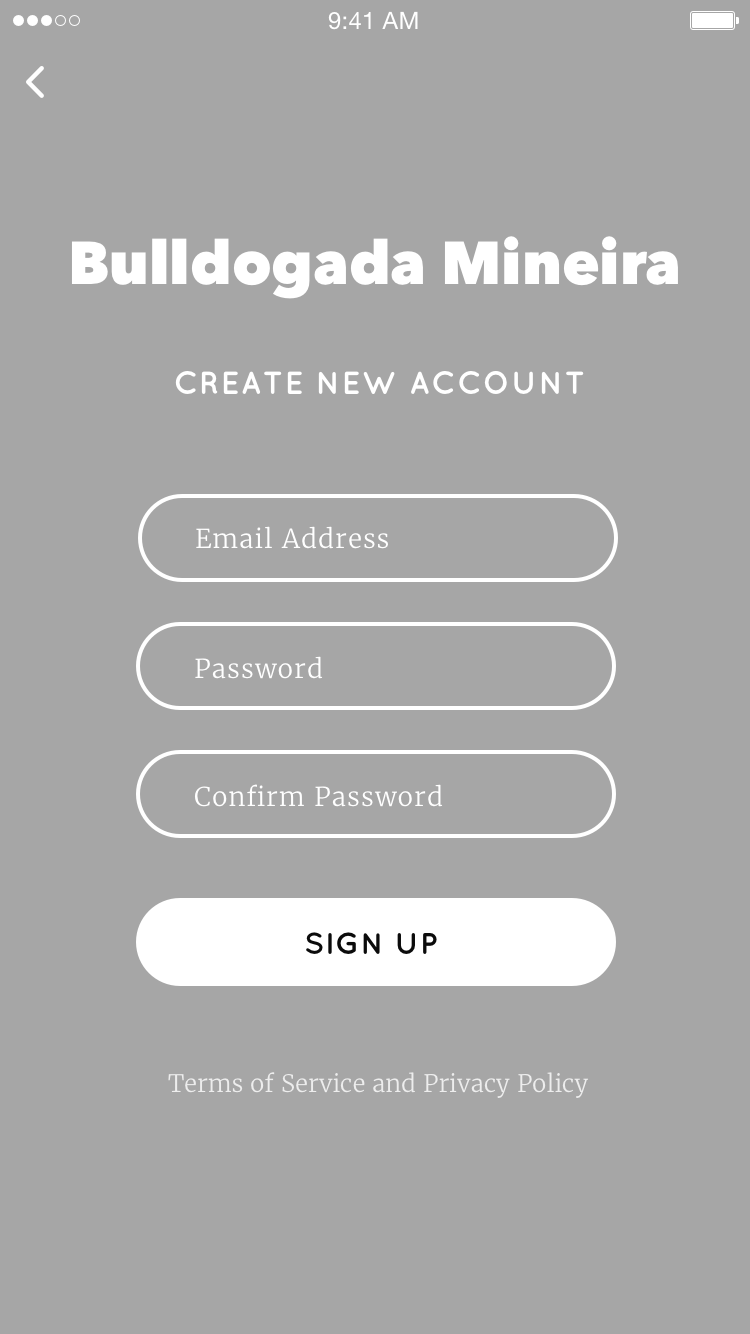 9:41 AM
Bulldogada Mineira
CREATE NEW ACCOUNT
Email Address
Password
Confirm Password
SIGN UP
Terms of Service and Privacy Policy